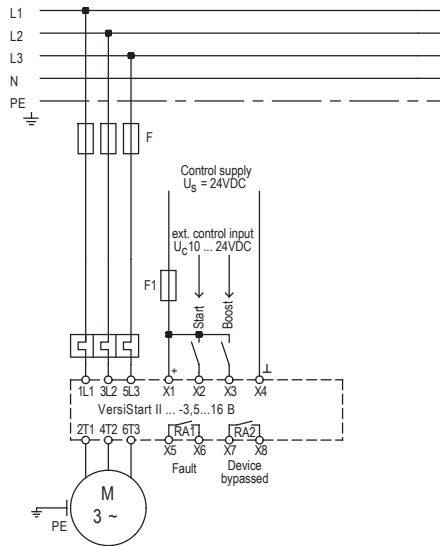 L1
L2
L3
N
PE
F
Control supply
Us = 24VDC
ext. control input
Uc 10 ... 24VDC
F1
Start
Boost
+
⊥
1L1 3L2 5L3 X1 X2 X3 X4
VersiStart II ... -3,5...16 B
2T1 4T2 6T3
RA1 RA2
X5 X6 X7 X8
Fault
Device
bypassed
M
3 ~
PE